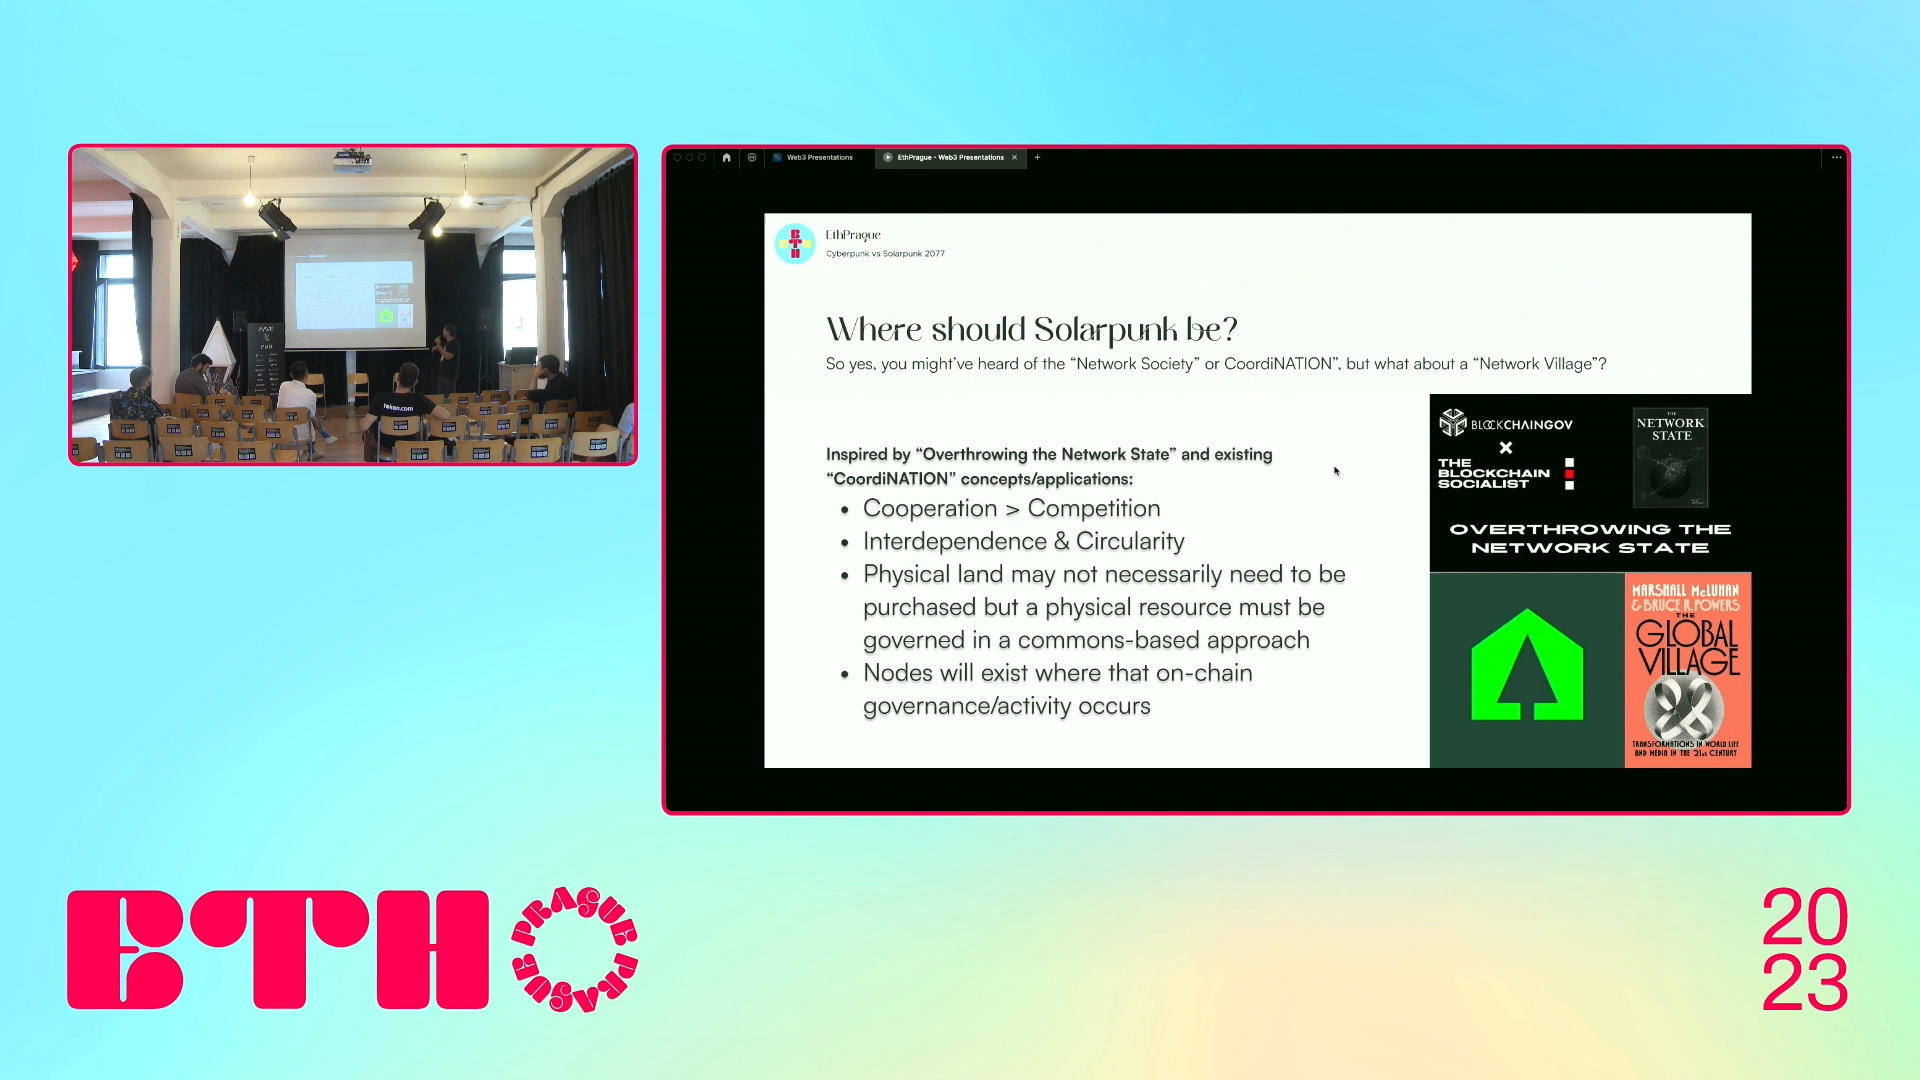 Web3 Presentations
EthPrague - Web3 Presentations
EthPrague
Cyberpunk vs Solarpunk 2077
Where should Solarpunk be?
So yes, you might've heard of the “Network Society” or CoordiNATION”, but what about a “Network Village”?
Inspired by “Overthrowing the Network State” and existing
“CoordiNATION” concepts/applications:
• Cooperation > Competition
• Interdependence & Circularity
• Physical land may not necessarily need to be
purchased but a physical resource must be
governed in a commons-based approach
• Nodes will exist where that on-chain
governance/activity occurs
BLOCKCHAINGOV
THE
BLOCKCHAIN
SOCIALIST
THE
NETWORK
STATE
OVERTHROWING THE
NETWORK STATE
MARSHALL McLUHAN
& BRUCE R. POWERS
THE
GLOBAL
VILLAGE
TRANSFORMATIONS IN WORLD LIFE
AND MEDIA IN THE 21st CENTURY
ETH
ETH
PRAGUE PRAGUE
20
23